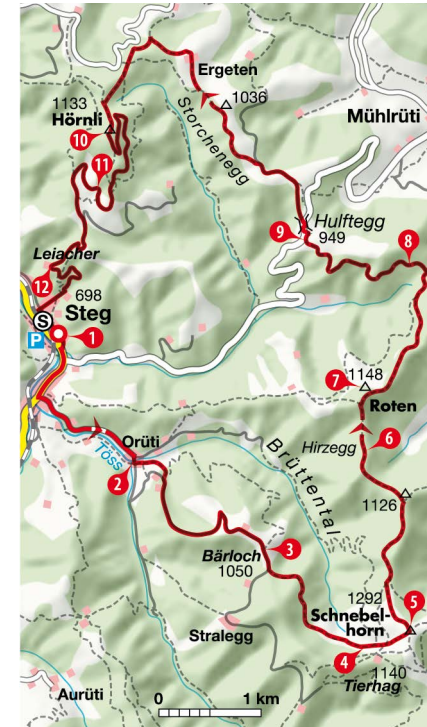 Ergeten
1036
1133
Hörnli
10
Mühlrüti
Storchenegg
11
Hulftegg
949
9
8
Leiacher
12
698
S
Steg
P
1
1148
7
Roten
Hirzegg
6
Orüti
Töss
2
Brüttental
1126
Bärloch
1050
3
1292
Schnebel-
horn
5
Stralegg
4
1140
Tierhag
Aurüti
0
1 km